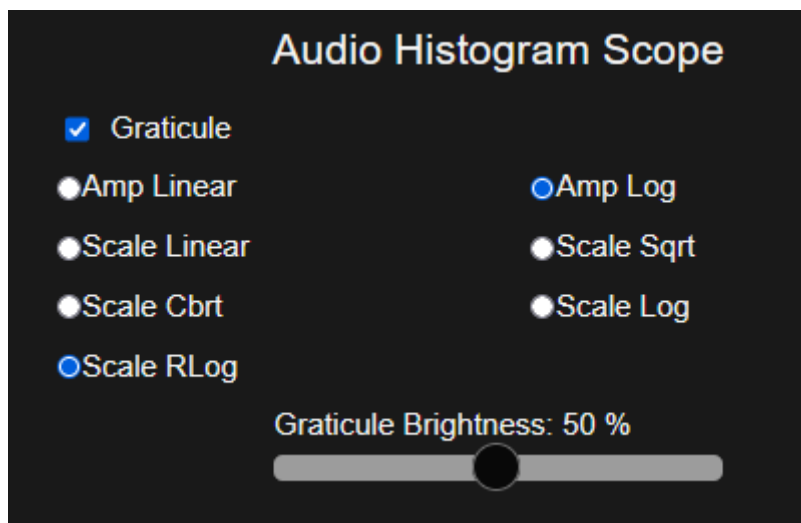 Audio Histogram Scope
Graticule
Amp Linear
Amp Log
Scale Linear
Scale Sqrt
Scale Cbrt
Scale Log
Scale RLog
Graticule Brightness: 50 %